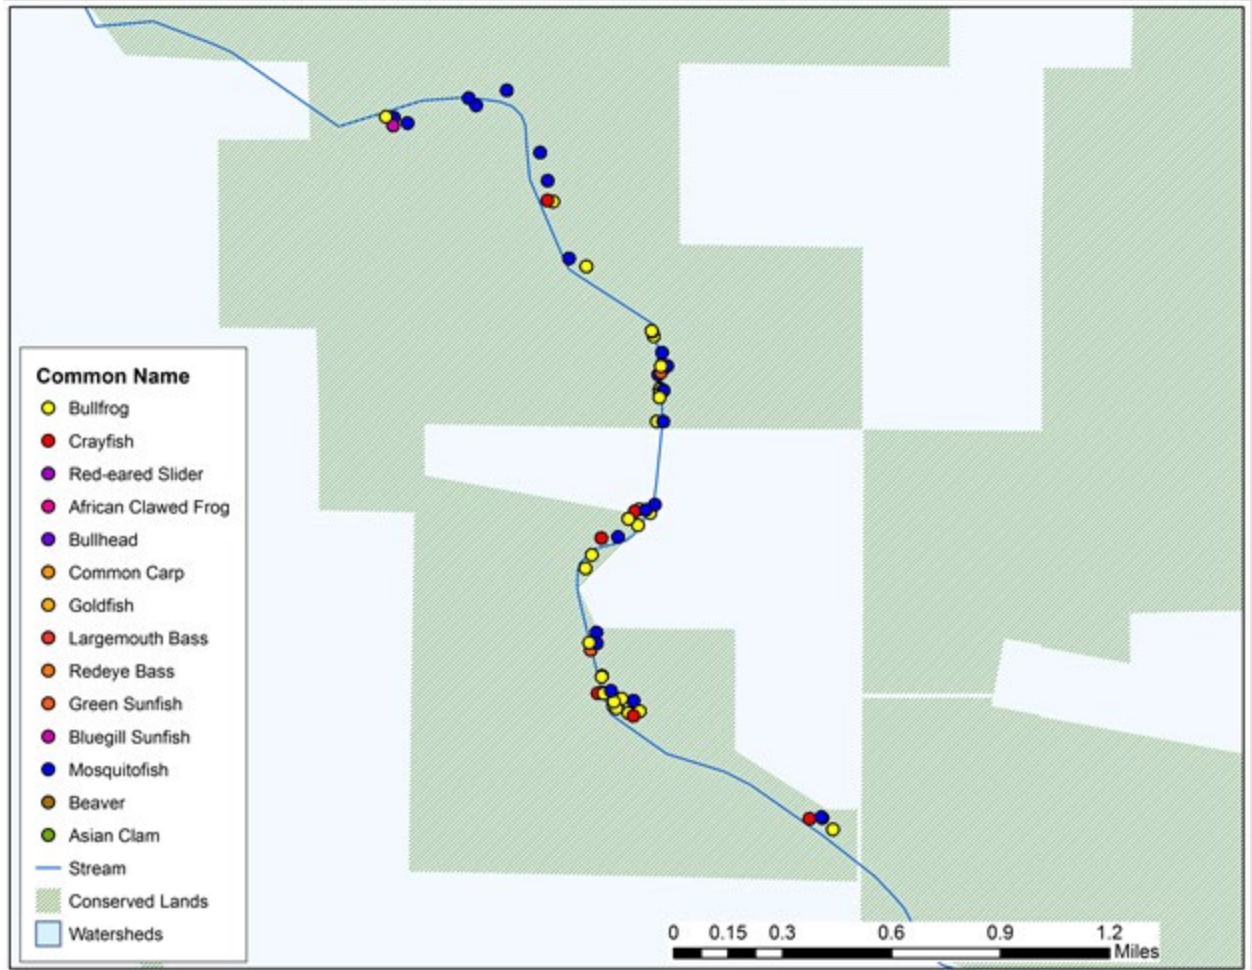 Common Name
Bullfrog
Crayfish
Red-eared Slider
African Clawed Frog
Bullhead
Common Carp
Goldfish
Largemouth Bass
Redeye Bass
Green Sunfish
Bluegill Sunfish
Mosquitofish
Beaver
Asian Clam
Stream
Conserved Lands
Watersheds
0 0.15 0.3 0.6 0.9 1.2
Miles